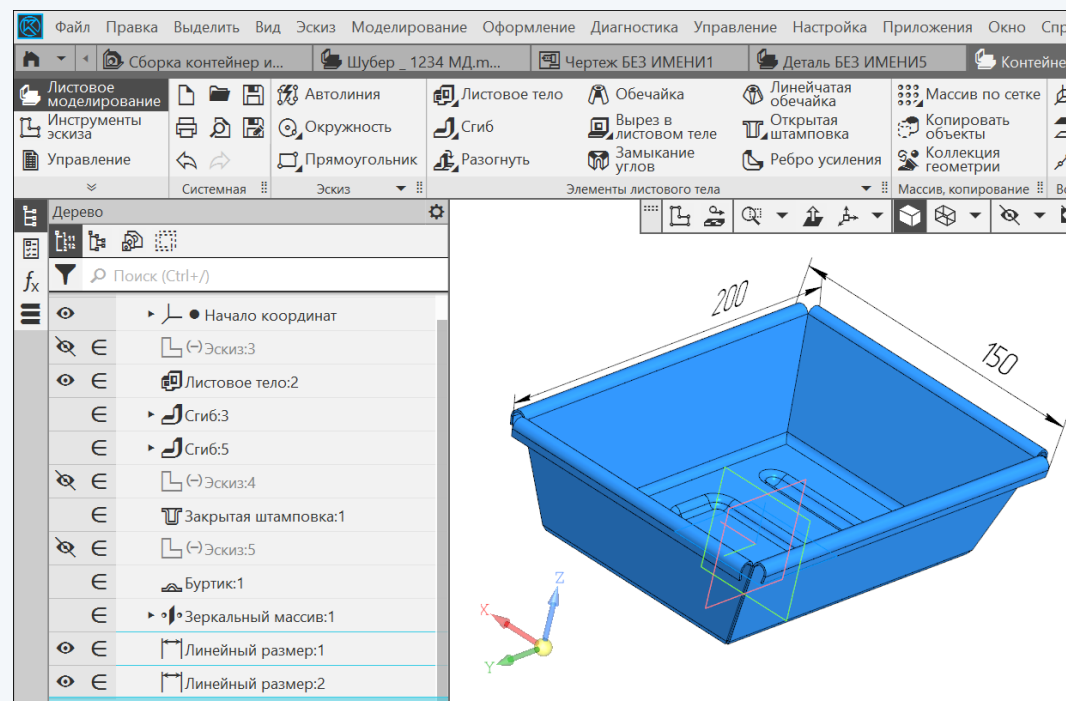 Файл Правка Выделить Вид Эскиз Моделирование Оформление Диагностика Управление Настройка Приложения Окно Спр
Сборка контейнер и... Шубер _ 1234 МД.m... Чертеж БЕЗ ИМЕНИ1 Деталь БЕЗ ИМЕНИ5 Контейне
Листовое моделирование
Инструменты эскиза
Управление
Системная
Автолиния
Окружность
Прямоугольник
Эскиз
Листовое тело
Сгиб
Разогнуть
Обечайка
Вырез в листовом теле
Замыкание углов
Линейчатая обечайка
Открытая штамповка
Ребро усиления
Элементы листового тела
Массив по сетке
Копировать объекты
Коллекция геометрии
Массив, копирование
Дерево
Поиск (Ctrl+/)
Начало координат
(−)Эскиз:3
Листовое тело:2
Сгиб:3
Сгиб:5
(−)Эскиз:4
Закрытая штамповка:1
(−)Эскиз:5
Буртик:1
Зеркальный массив:1
Линейный размер:1
Линейный размер:2
200
150
Z
X
Y